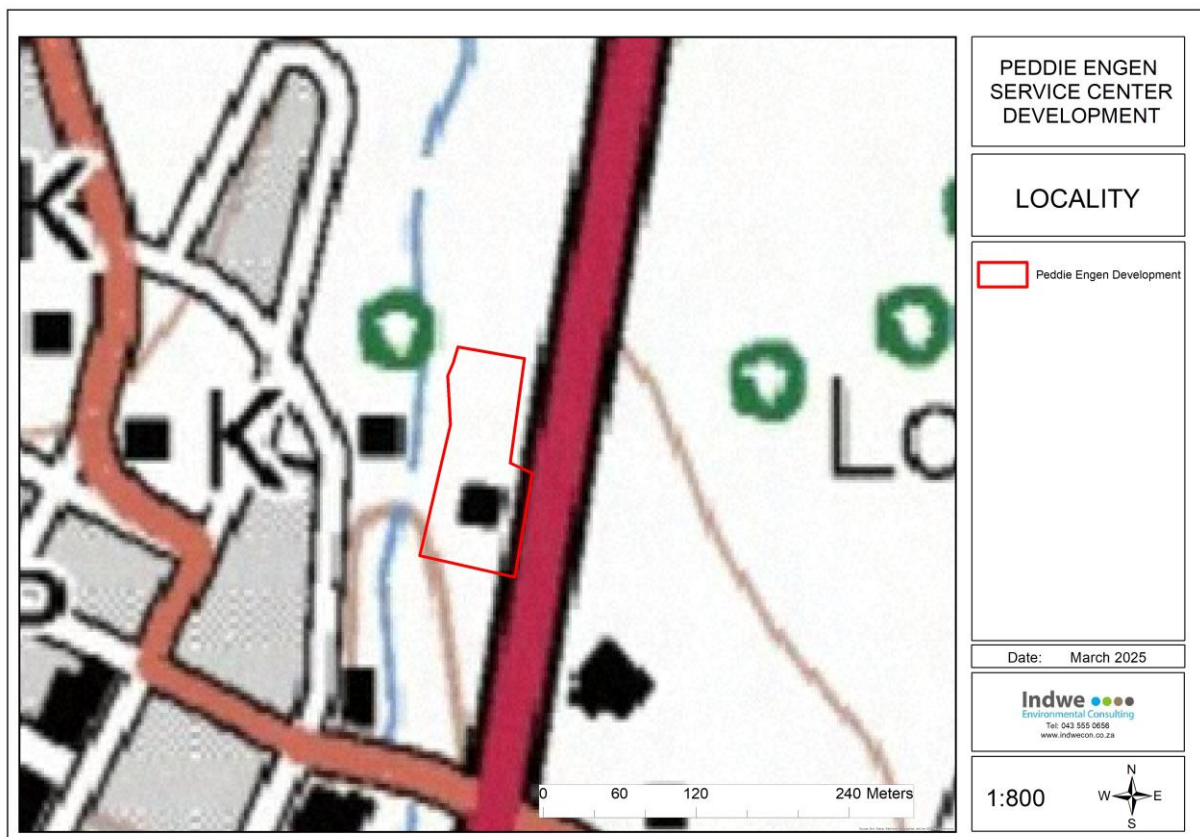 PEDDIE ENGEN
SERVICE CENTER
DEVELOPMENT
LOCALITY
Peddie Engen Development
K
K
Lo
0 60 120 240 Meters
Date: March 2025
Indwe
Environmental Consulting
Tel: 043 555 0656
www.indwecon.co.za
1:800
N
W E
S